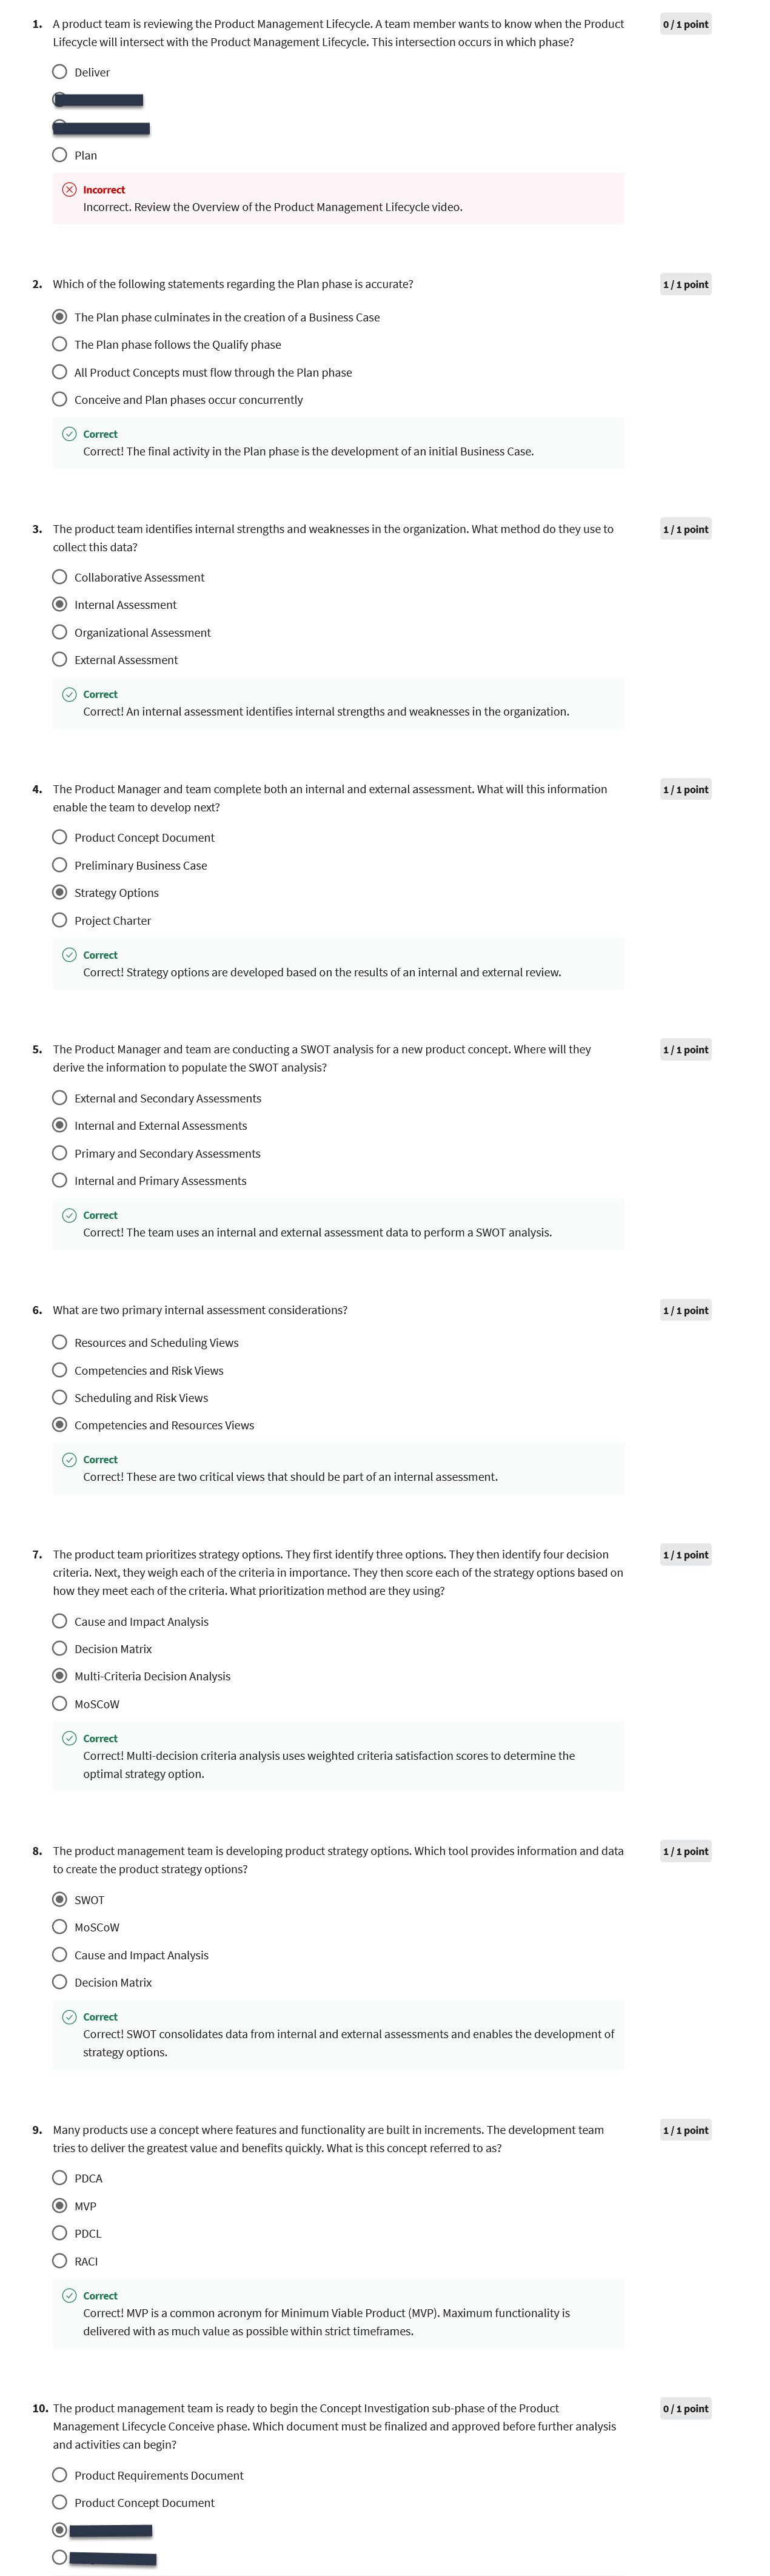 1. A product team is reviewing the Product Management Lifecycle. A team member wants to know when the Product
Lifecycle will intersect with the Product Management Lifecycle. This intersection occurs in which phase?
0 / 1 point
Deliver
Plan
Incorrect
Incorrect. Review the Overview of the Product Management Lifecycle video.
2. Which of the following statements regarding the Plan phase is accurate?
1 / 1 point
The Plan phase culminates in the creation of a Business Case
The Plan phase follows the Qualify phase
All Product Concepts must flow through the Plan phase
Conceive and Plan phases occur concurrently
Correct
Correct! The final activity in the Plan phase is the development of an initial Business Case.
3. The product team identifies internal strengths and weaknesses in the organization. What method do they use to
collect this data?
1 / 1 point
Collaborative Assessment
Internal Assessment
Organizational Assessment
External Assessment
Correct
Correct! An internal assessment identifies internal strengths and weaknesses in the organization.
4. The Product Manager and team complete both an internal and external assessment. What will this information
enable the team to develop next?
1 / 1 point
Product Concept Document
Preliminary Business Case
Strategy Options
Project Charter
Correct
Correct! Strategy options are developed based on the results of an internal and external review.
5. The Product Manager and team are conducting a SWOT analysis for a new product concept. Where will they
derive the information to populate the SWOT analysis?
1 / 1 point
External and Secondary Assessments
Internal and External Assessments
Primary and Secondary Assessments
Internal and Primary Assessments
Correct
Correct! The team uses an internal and external assessment data to perform a SWOT analysis.
6. What are two primary internal assessment considerations?
1 / 1 point
Resources and Scheduling Views
Competencies and Risk Views
Scheduling and Risk Views
Competencies and Resources Views
Correct
Correct! These are two critical views that should be part of an internal assessment.
7. The product team prioritizes strategy options. They first identify three options. They then identify four decision
criteria. Next, they weigh each of the criteria in importance. They then score each of the strategy options based on
how they meet each of the criteria. What prioritization method are they using?
1 / 1 point
Cause and Impact Analysis
Decision Matrix
Multi-Criteria Decision Analysis
MoSCoW
Correct
Correct! Multi-decision criteria analysis uses weighted criteria satisfaction scores to determine the
optimal strategy option.
8. The product management team is developing product strategy options. Which tool provides information and data
to create the product strategy options?
1 / 1 point
SWOT
MoSCoW
Cause and Impact Analysis
Decision Matrix
Correct
Correct! SWOT consolidates data from internal and external assessments and enables the development of
strategy options.
9. Many products use a concept where features and functionality are built in increments. The development team
tries to deliver the greatest value and benefits quickly. What is this concept referred to as?
1 / 1 point
PDCA
MVP
PDCL
RACI
Correct
Correct! MVP is a common acronym for Minimum Viable Product (MVP). Maximum functionality is
delivered with as much value as possible within strict timeframes.
10. The product management team is ready to begin the Concept Investigation sub-phase of the Product
Management Lifecycle Conceive phase. Which document must be finalized and approved before further analysis
and activities can begin?
0 / 1 point
Product Requirements Document
Product Concept Document